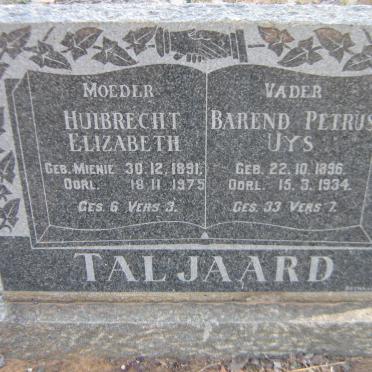 MOEDER
HUIBRECHT
ELIZABETH
GEB. MIENIE 30.12.1891.
OORL. 18.11.1975
GES. 6 VERS 3.
VADER
BAREND PETRUS
UYS
GEB. 22.10.1896.
OORL. 15.3.1934.
GES. 33 VERS 7.
TALJAARD